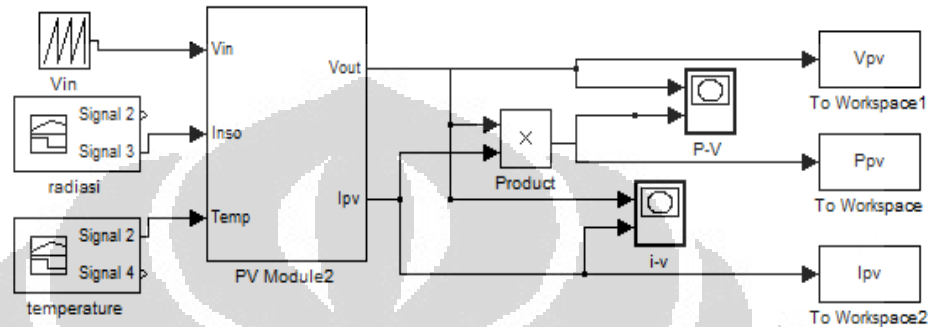 Vin
Vin
Vout
Vpv
To Workspace1
Signal 2
Signal 3
Inso
radiasi
×
Product
P-V
Ppv
To Workspace
Signal 2
Signal 4
Temp
Ipv
temperature
PV Module2
i-v
Ipv
To Workspace2